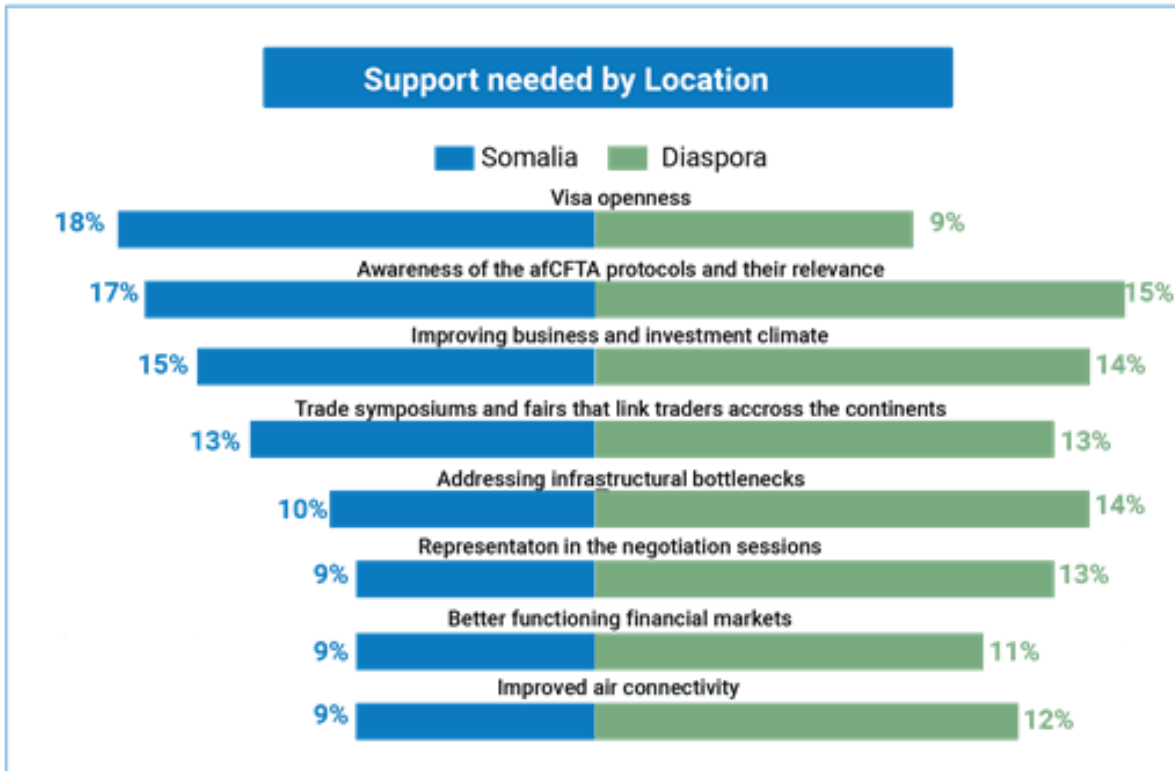 Support needed by Location
Somalia Diaspora
Visa openness
18% 9%
Awareness of the afCFTA protocols and their relevance
17% 15%
Improving business and investment climate
15% 14%
Trade symposiums and fairs that link traders accross the continents
13% 13%
Addressing infrastructural bottlenecks
10% 14%
Representaton in the negotiation sessions
9% 13%
Better functioning financial markets
9% 11%
Improved air connectivity
9% 12%